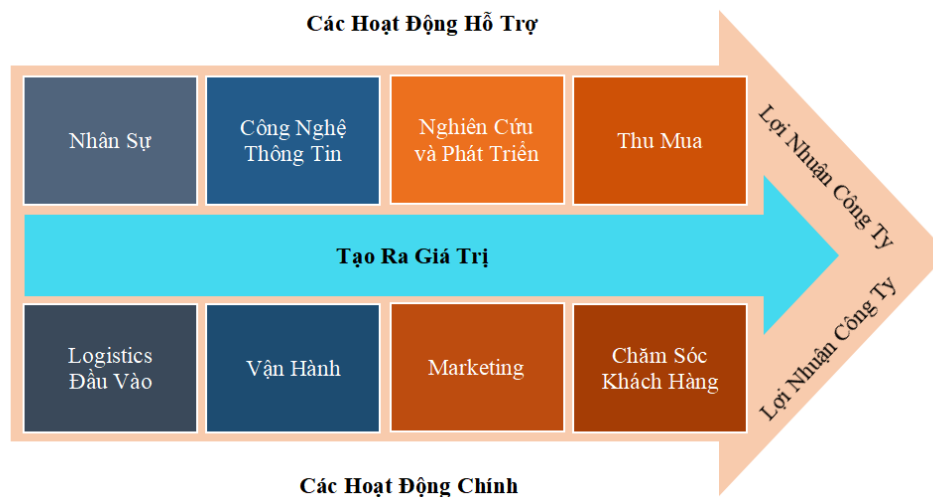 Các Hoạt Động Hỗ Trợ
Nhân Sự
Công Nghệ
Thông Tin
Nghiên Cứu
và Phát Triển
Thu Mua
Lợi Nhuận Công Ty
Tạo Ra Giá Trị
Logistics
Đầu Vào
Vận Hành
Marketing
Chăm Sóc
Khách Hàng
Lợi Nhuận Công Ty
Các Hoạt Động Chính